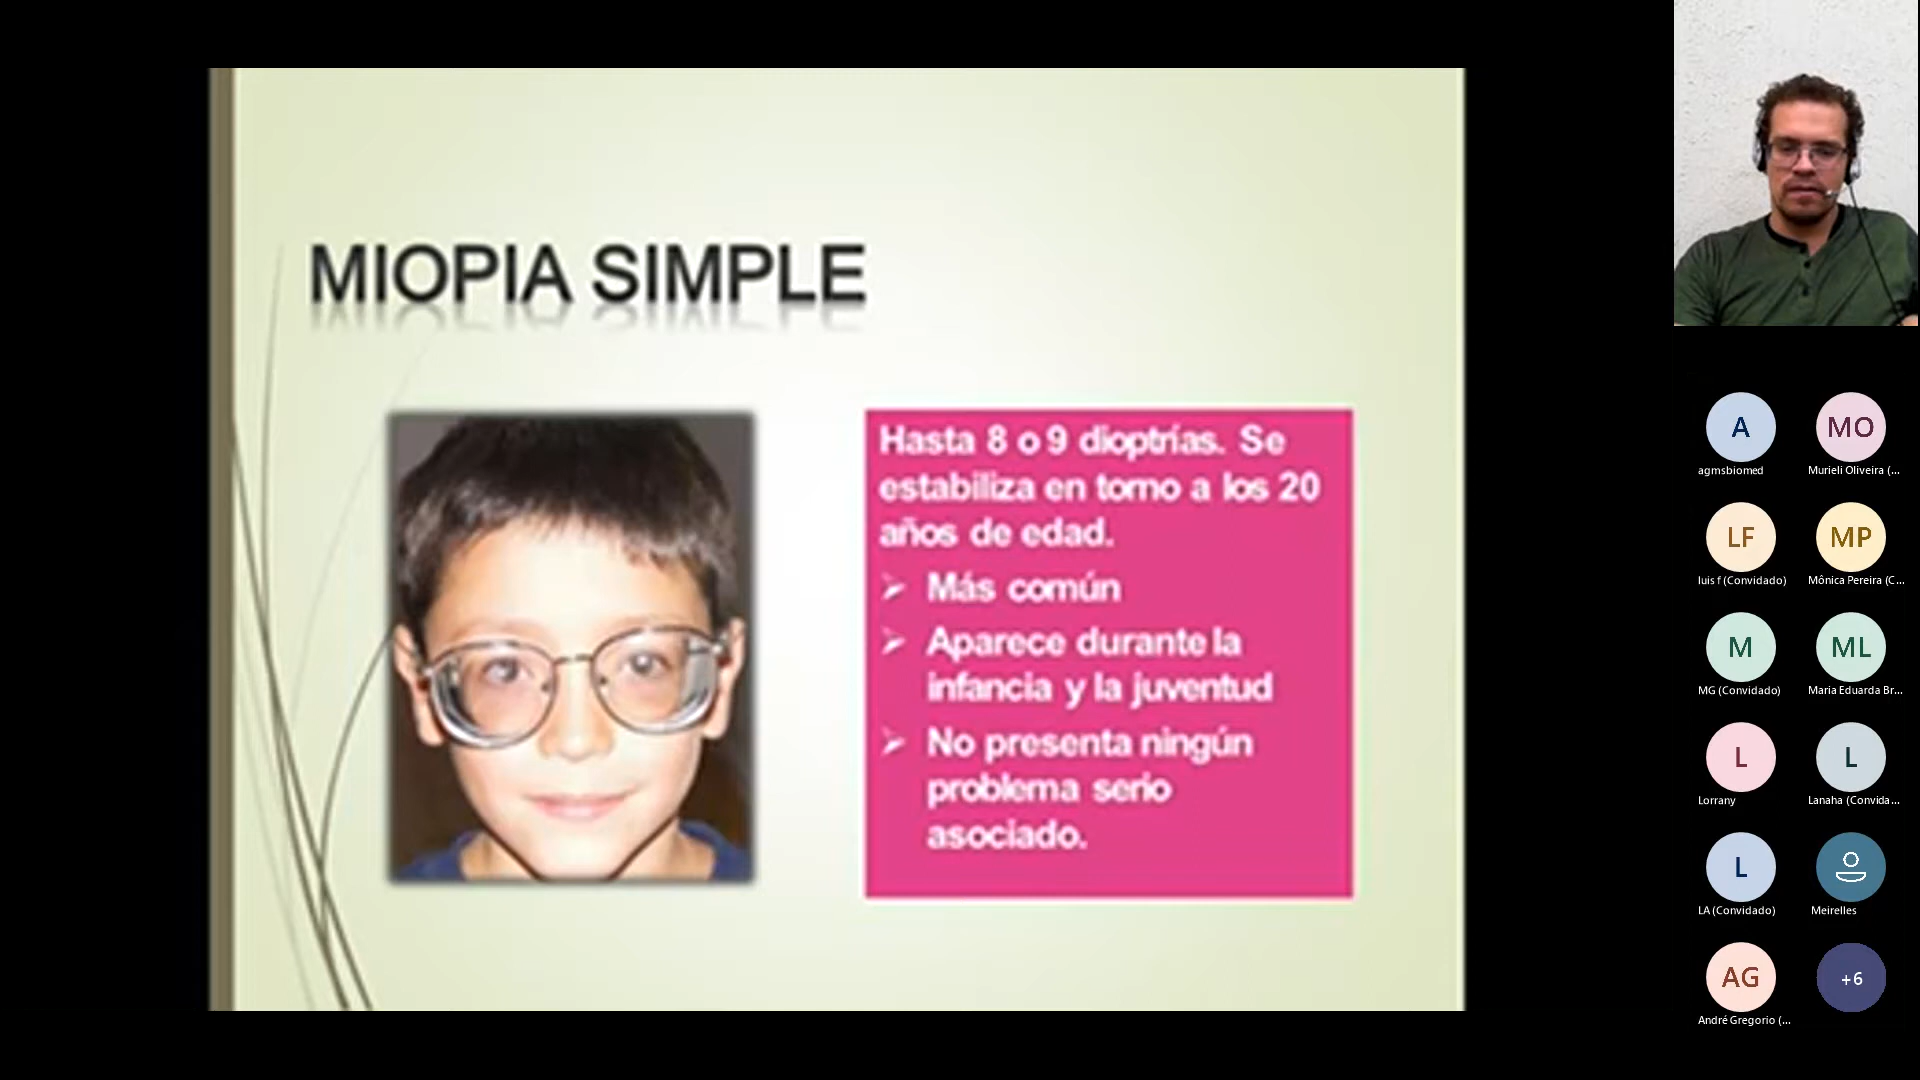 MIOPIA SIMPLE
Hasta 8 o 9 dioptrías. Se
estabiliza en torno a los 20
años de edad.
Más común
Aparece durante la
infancia y la juventud
No presenta ningún
problema serio
asociado.
A
agmsbiomed
MO
Murieli Oliveira (...
LF
luis f (Convidado)
MP
Mônica Pereira (C...
M
MG (Convidado)
ML
Maria Eduarda Br...
L
Lorrany
L
Lanaha (Convida...
L
LA (Convidado)
Meirelles
AG
André Gregorio (...
+6